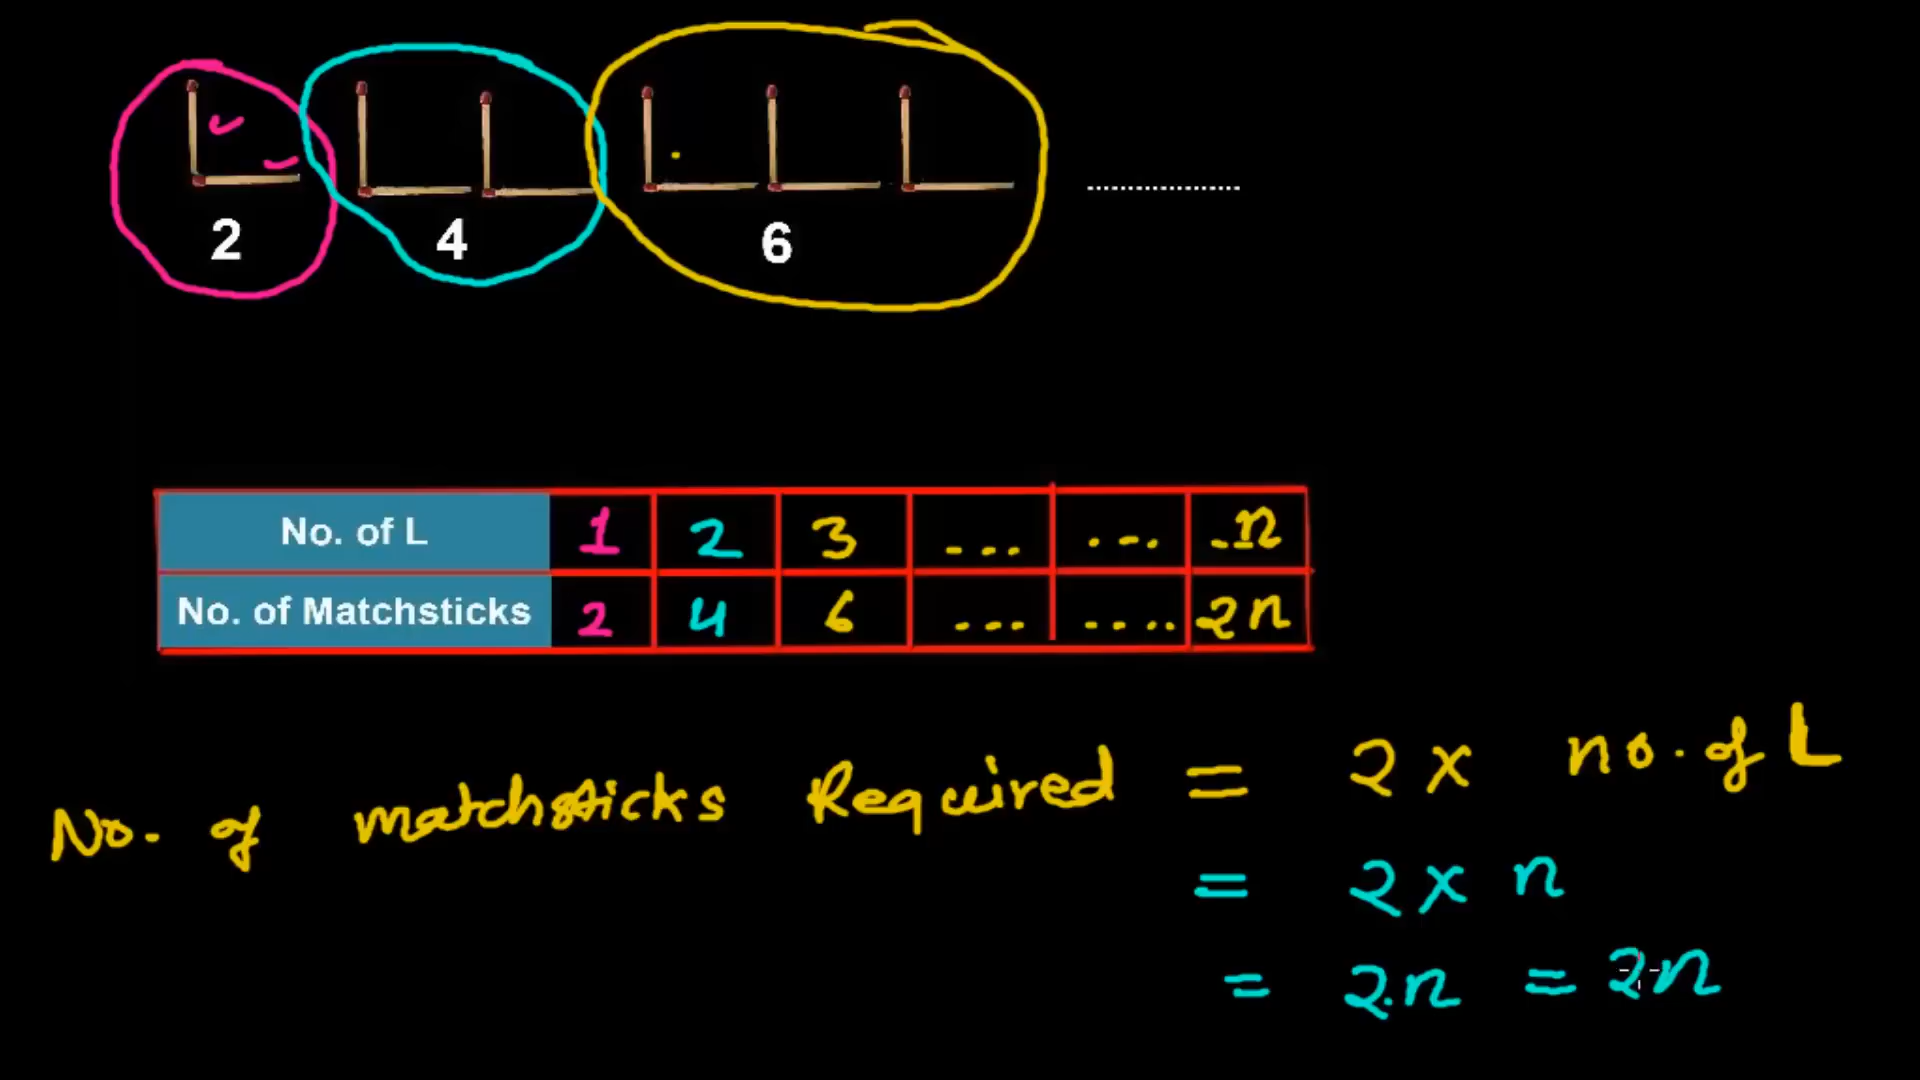 2 4 6 ..................
No. of L 1 2 3 ... ... .n
No. of Matchsticks 2 4 6 ... .... 2n
No. of matchsticks Required = 2 x no. of L
= 2 x n
= 2.n = 2n